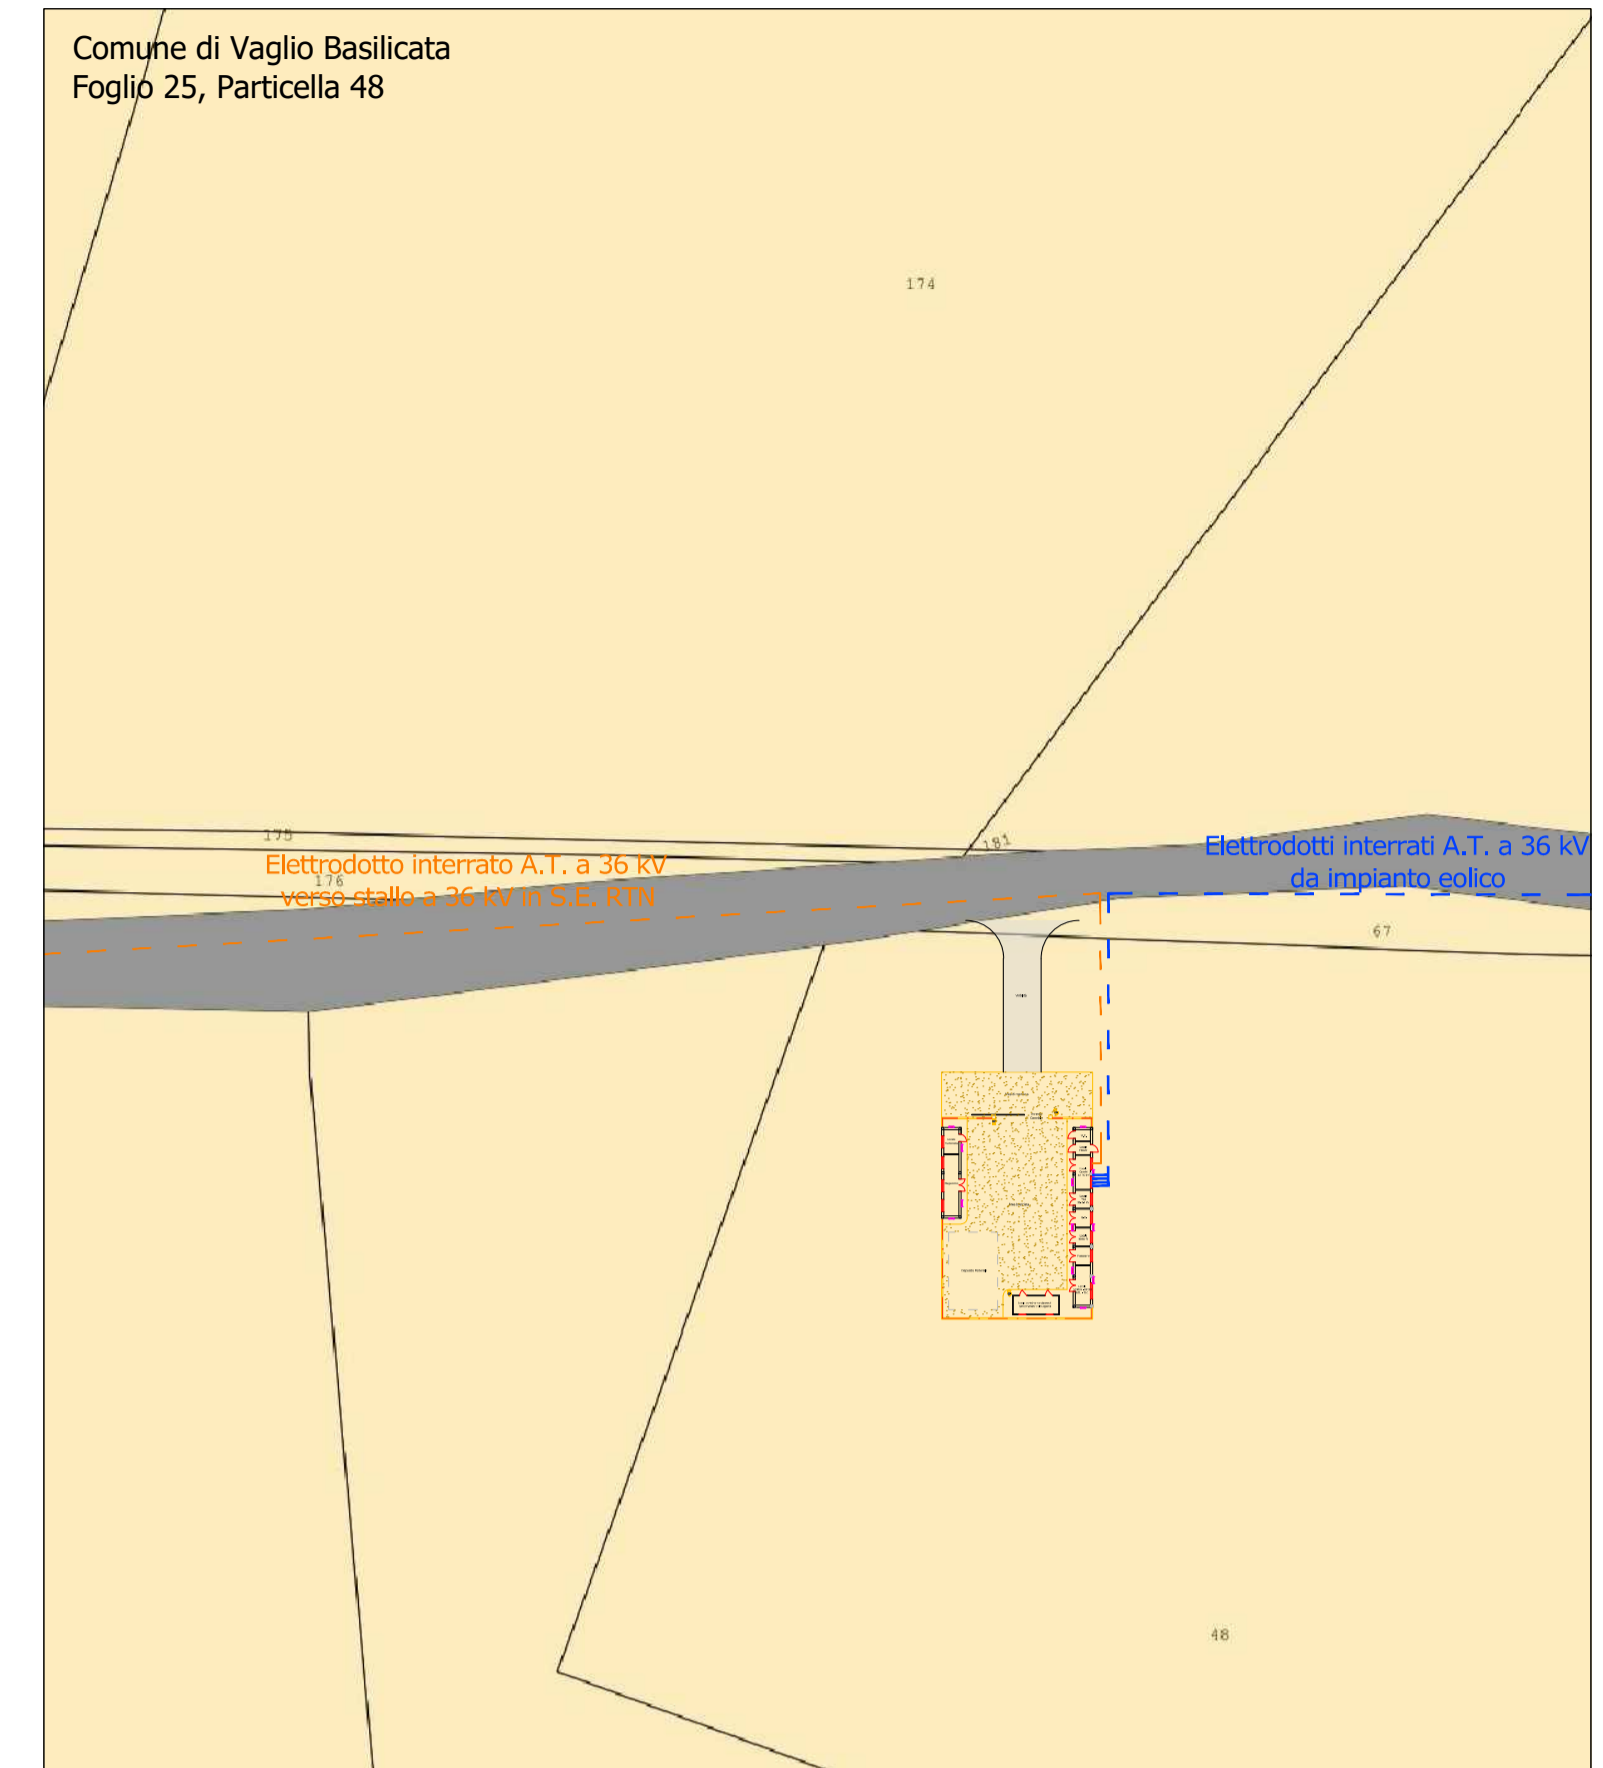 Comune di Vaglio Basilicata
Foglio 25, Particella 48
174
175
181
Elettrodotto interrato A.T. a 36 kV
176
verso stallo a 36 kV in S.E. RTN
Elettrodotti interrati A.T. a 36 kV
da impianto eolico
67
48